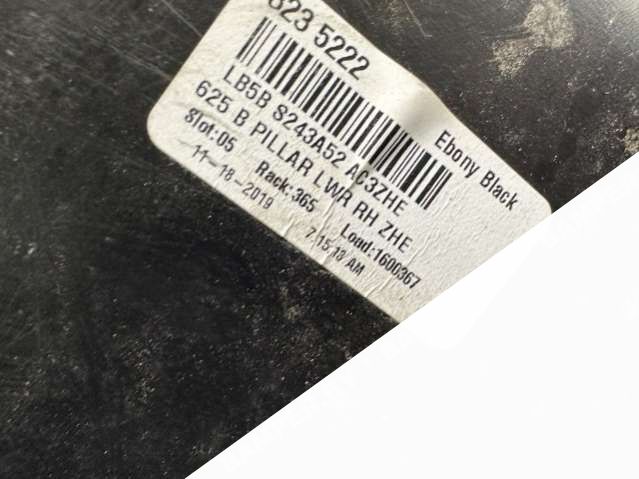 823 5222
Ebony Black
LB5B S243A52 AC3ZHE
625 B PILLAR LWR RH ZHE
Slot:05 Rack:365 Load:1600367
11-18-2019 7:15:13 AM